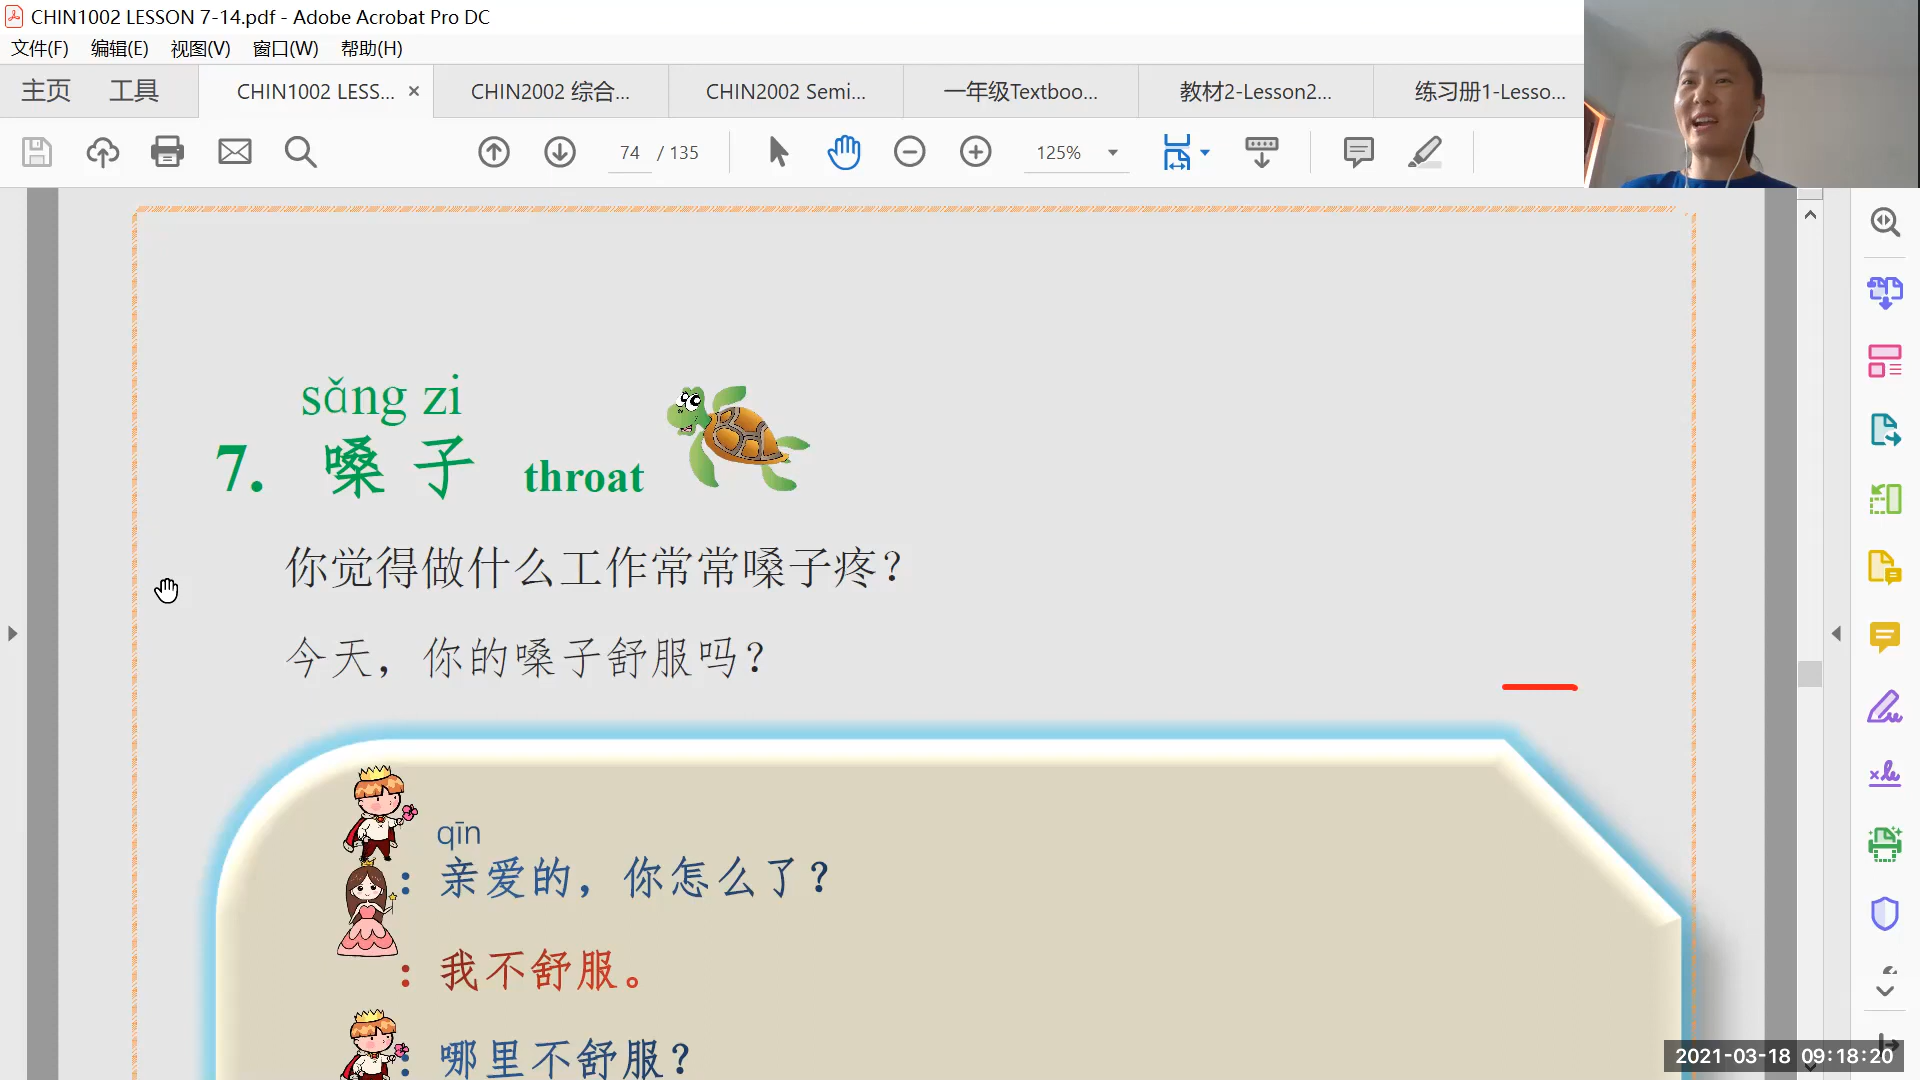 CHIN1002 LESSON 7-14.pdf - Adobe Acrobat Pro DC
文件(F) 编辑(E) 视图(V) 窗口(W) 帮助(H)
主页 工具 CHIN1002 LESS... × CHIN2002 综合... CHIN2002 Semi... 一年级Textboo... 教材2-Lesson2... 练习册1-Lesso...
74 / 135 125%
sǎng zi
7. 嗓 子 throat
你觉得做什么工作常常嗓子疼？
今天，你的嗓子舒服吗？
qīn
：亲爱的，你怎么了？
：我不舒服。
：哪里不舒服？
2021-03-18 09:18:20